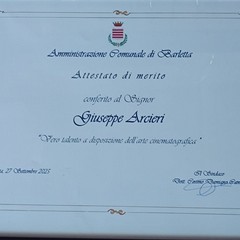 Amministrazione Comunale di Barletta
Attestato di merito
conferito al Signor
Giuseppe Arcieri
"Vero talento a disposizione dell'arte cinematografica"
27 Settembre 2023
Il Sindaco
Dott. Cosimo